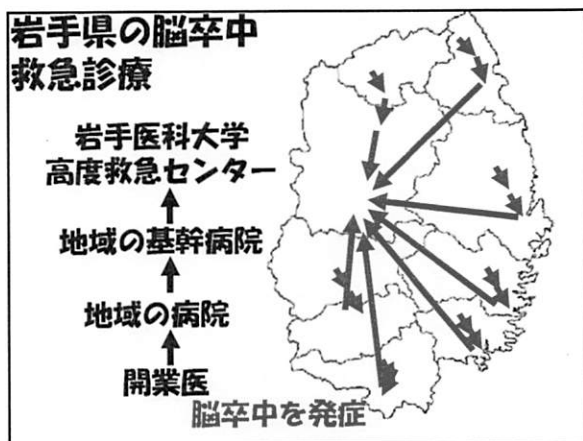 岩手県の脳卒中
救急診療
岩手医科大学
高度救急センター
地域の基幹病院
地域の病院
開業医
脳卒中を発症